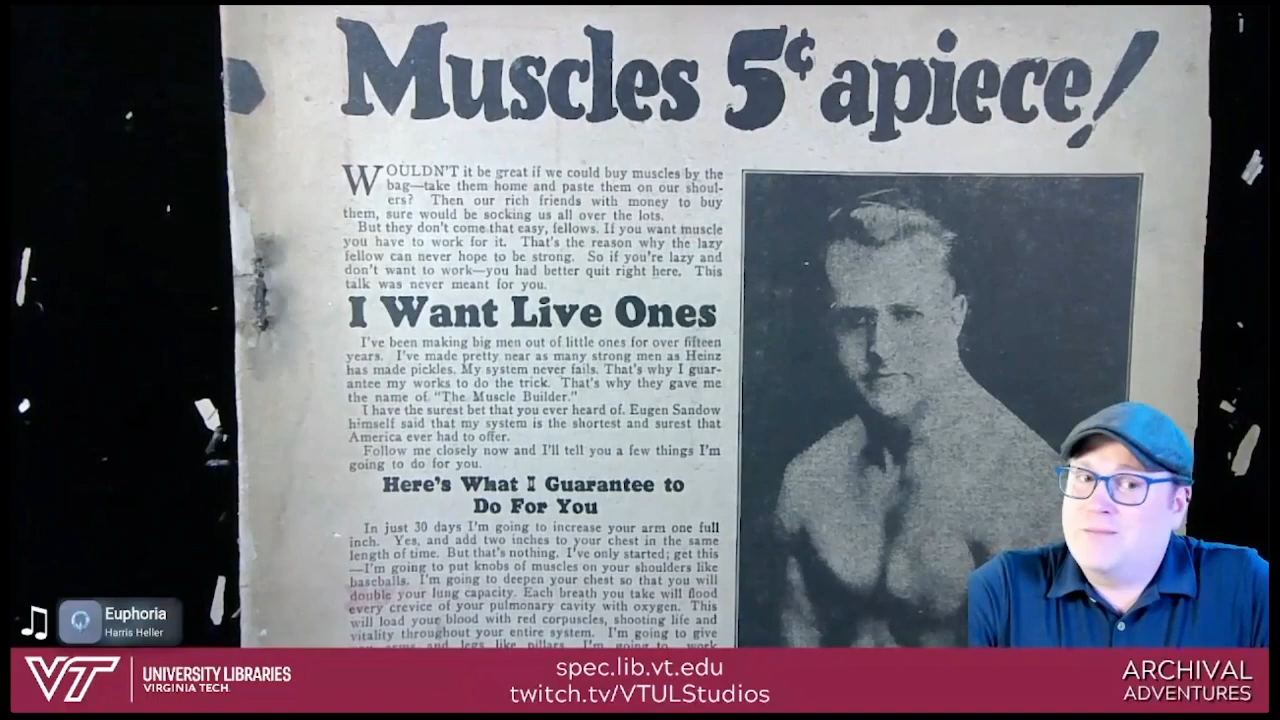 Muscles 5¢ apiece!
WOULDN'T it be great if we could buy muscles by the
bag—take them home and paste them on our shoul-
ers? Then our rich friends with money to buy
them, sure would be socking us all over the lots.
But they don't come that easy, fellows. If you want muscle
you have to work for it. That's the reason why the lazy
fellow can never hope to be strong. So if you're lazy and
don't want to work—you had better quit right here. This
talk was never meant for you.
I Want Live Ones
I've been making big men out of little ones for over fifteen
years. I've made pretty near as many strong men as Heinz
has made pickles. My system never fails. That's why I guar-
antee my works to do the trick. That's why they gave me
the name of "The Muscle Builder."
I have the surest bet that you ever heard of. Eugen Sandow
himself said that my system is the shortest and surest that
America ever had to offer.
Follow me closely now and I'll tell you a few things I'm
going to do for you.
Here's What I Guarantee to
Do For You
In just 30 days I'm going to increase your arm one full
inch. Yes, and add two inches to your chest in the same
length of time. But that's nothing. I've only started; get this
—I'm going to put knobs of muscles on your shoulders like
baseballs. I'm going to deepen your chest so that you will
double your lung capacity. Each breath you take will flood
every crevice of your pulmonary cavity with oxygen. This
will load your blood with red corpuscles, shooting life and
vitality throughout your entire system. I'm going to give
arms and legs like pillars. I'm going to work
Euphoria
Harris Heller
VT
UNIVERSITY LIBRARIES
VIRGINIA TECH.
spec.lib.vt.edu
twitch.tv/VTULStudios
ARCHIVAL
ADVENTURES